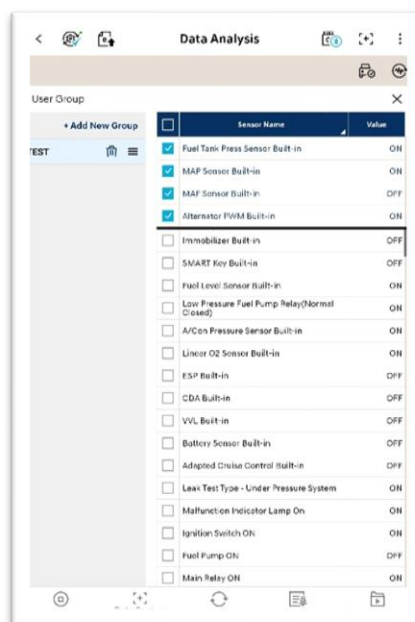 Data Analysis
User Group
+ Add New Group
TEST
Sensor Name Value
Fuel Tank Press Sensor Built-in ON
MAP Sensor Built-in ON
MAF Sensor Built-in OFF
Alternator PWM Built-in ON
Immobilizer Built-in OFF
SMART Key Built-in OFF
Fuel Level Sensor Built-in ON
Low Pressure Fuel Pump Relay(Normal
Closed) ON
A/Con Pressure Sensor Built-in ON
Linear O2 Sensor Built-in ON
ESP Built-in OFF
CDA Built-in OFF
VVL Built-in OFF
Battery Sensor Built-in OFF
Adapted Cruise Control Built-in OFF
Leak Test Type - Under Pressure System ON
Malfunction Indicator Lamp On ON
Ignition Switch ON ON
Fuel Pump ON OFF
Main Relay ON ON